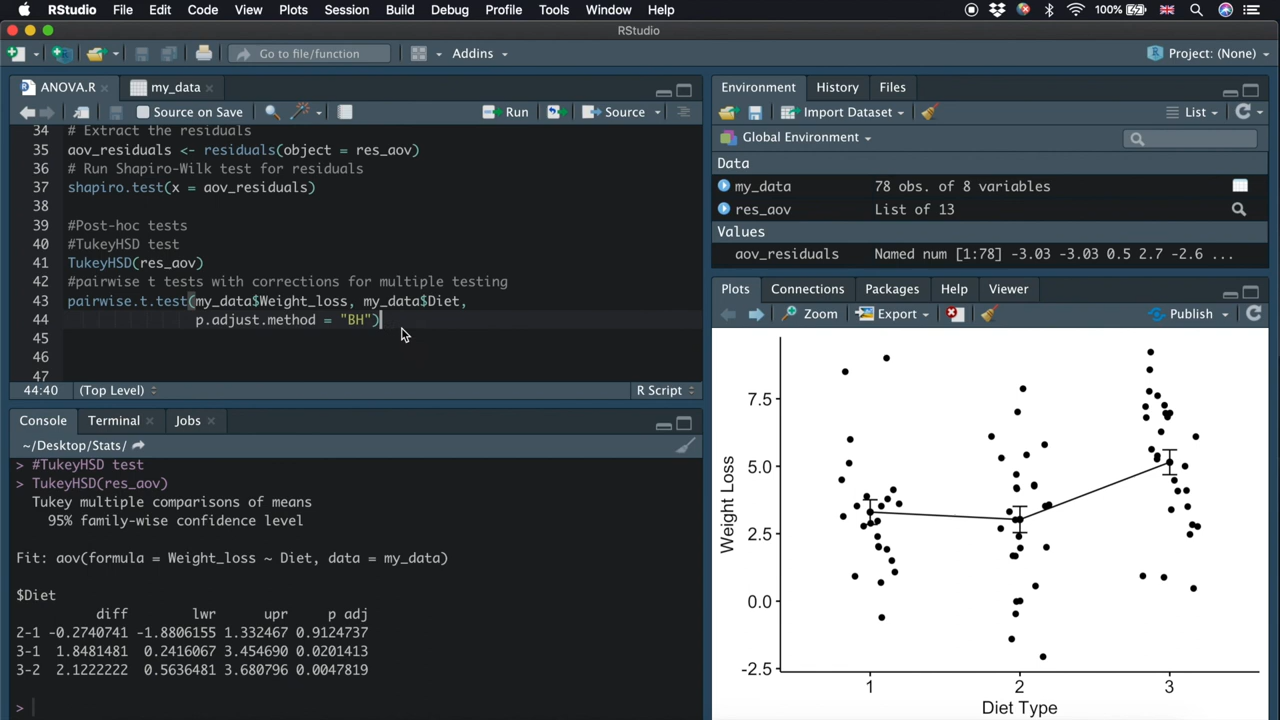 RStudio File Edit Code View Plots Session Build Debug Profile Tools Window Help 100%
RStudio
Go to file/function Addins Project: (None)
ANOVA.R my_data
Source on Save Run Source
34 # Extract the residuals
35 aov_residuals <- residuals(object = res_aov)
36 # Run Shapiro-Wilk test for residuals
37 shapiro.test(x = aov_residuals)
38
39 #Post-hoc tests
40 #TukeyHSD test
41 TukeyHSD(res_aov)
42 #pairwise t tests with corrections for multiple testing
43 pairwise.t.test(my_data$Weight_loss, my_data$Diet,
44 p.adjust.method = "BH")
45
46
47
44:40 (Top Level) R Script
Console Terminal Jobs
~/Desktop/Stats/
> #TukeyHSD test
> TukeyHSD(res_aov)
Tukey multiple comparisons of means
95% family-wise confidence level
Fit: aov(formula = Weight_loss ~ Diet, data = my_data)
$Diet
diff lwr upr p adj
2-1 -0.2740741 -1.8806155 1.332467 0.9124737
3-1 1.8481481 0.2416067 3.454690 0.0201413
3-2 2.1222222 0.5636481 3.680796 0.0047819
>
Environment History Files
Import Dataset List
Global Environment
Data
my_data 78 obs. of 8 variables
res_aov List of 13
Values
aov_residuals Named num [1:78] -3.03 -3.03 0.5 2.7 -2.6 ...
Plots Connections Packages Help Viewer
Zoom Export Publish
7.5
5.0
2.5
0.0
-2.5
Weight Loss
1 2 3
Diet Type